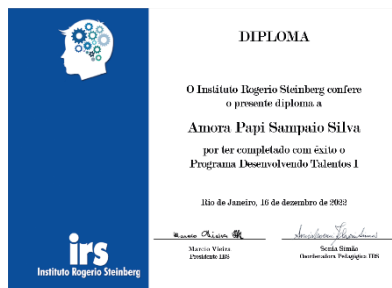 DIPLOMA
O Instituto Rogerio Steinberg confere
o presente diploma a
Amora Papi Sampaio Silva
por ter completado com êxito o
Programa Desenvolvendo Talentos I
Rio de Janeiro, 16 de dezembro de 2022
Marcio Vieira
Presidente IRS
Sonia Simão
Coordenadora Pedagógica IRS
irs
Instituto Rogerio Steinberg